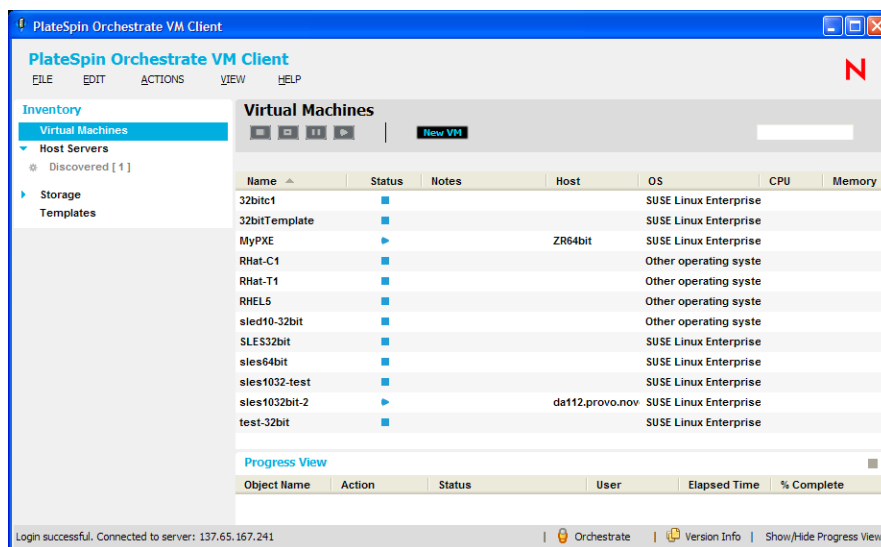 PlateSpin Orchestrate VM Client
PlateSpin Orchestrate VM Client
FILE EDIT ACTIONS VIEW HELP
N
Inventory
Virtual Machines
Host Servers
Discovered [ 1 ]
Storage
Templates
Virtual Machines
New VM
Name Status Notes Host OS CPU Memory
32bitc1 SUSE Linux Enterprise
32bitTemplate SUSE Linux Enterprise
MyPXE ZR64bit SUSE Linux Enterprise
RHat-C1 Other operating syste
RHat-T1 Other operating syste
RHEL5 Other operating syste
sled10-32bit Other operating syste
SLES32bit SUSE Linux Enterprise
sles64bit SUSE Linux Enterprise
sles1032-test SUSE Linux Enterprise
sles1032bit-2 da112.provo.nov SUSE Linux Enterprise
test-32bit SUSE Linux Enterprise
Progress View
Object Name Action Status User Elapsed Time % Complete
Login successful. Connected to server: 137.65.167.241 | Orchestrate | Version Info | Show/Hide Progress View